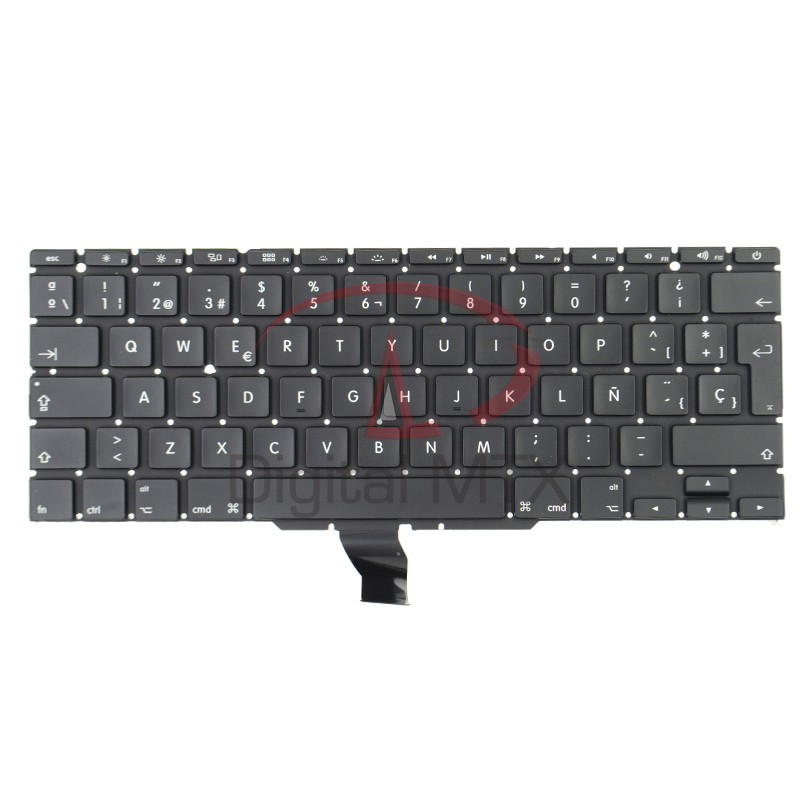 esc F1 F2 F3 F4 F5 F6 F7 F8 F9 F10 F11 F12
ª ! “ · $ % & / ( ) = ? ¿
º \ 1 | 2 @ 3 # 4 5 6 ¬ 7 8 9 0 ' ¡
Q W E € R T Y U I O P ^ ` [ * + ]
A S D F G H J K L Ñ ¨ ´ { Ç }
> < Z X C V B N M ; , : . _ -
fn ctrl alt cmd ⌘ ⌘ cmd alt
Digital MTX